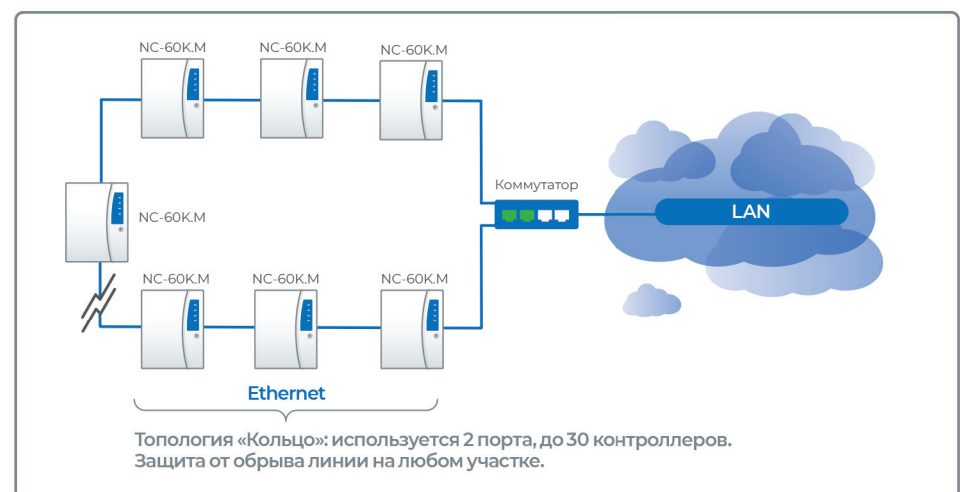 NC-60K.M
NC-60K.M
NC-60K.M
Коммутатор
LAN
NC-60K.M
NC-60K.M
NC-60K.M
NC-60K.M
Ethernet
Топология «Кольцо»: используется 2 порта, до 30 контроллеров.
Защита от обрыва линии на любом участке.